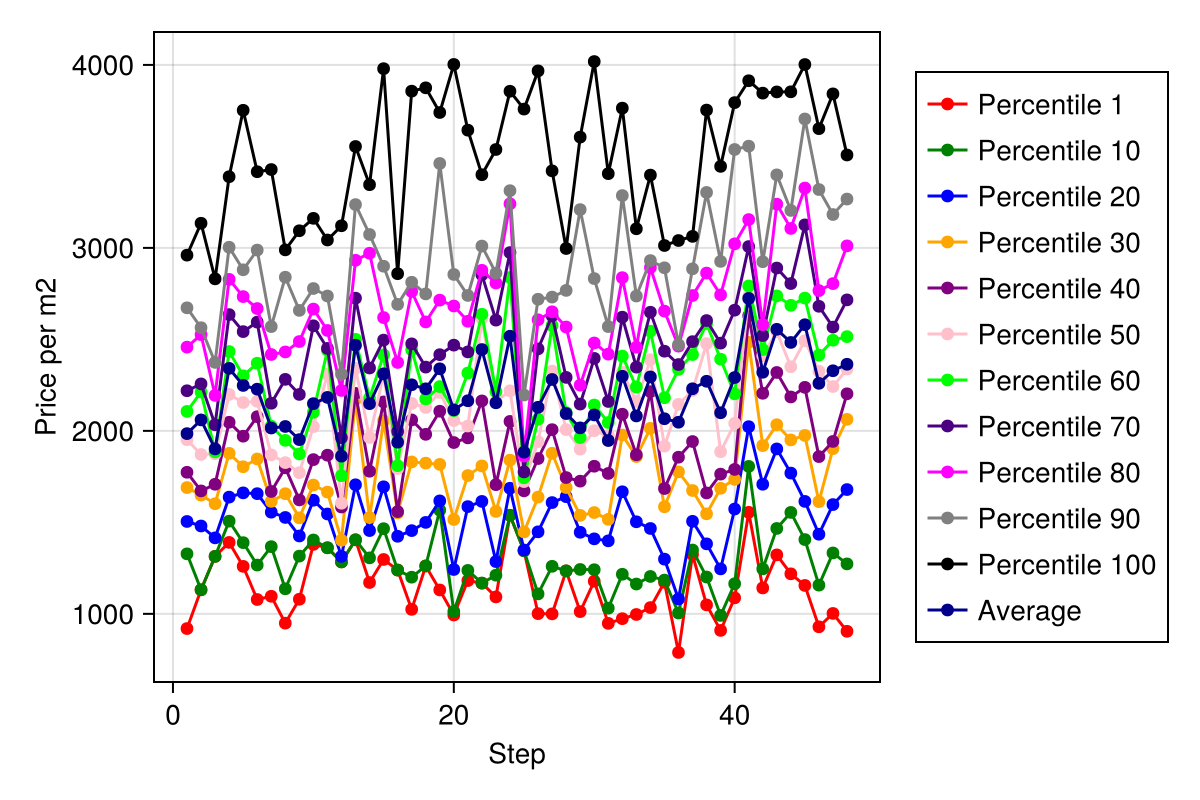 4000
3000
2000
1000
Price per m2
0
20
40
Step
Percentile 1
Percentile 10
Percentile 20
Percentile 30
Percentile 40
Percentile 50
Percentile 60
Percentile 70
Percentile 80
Percentile 90
Percentile 100
Average